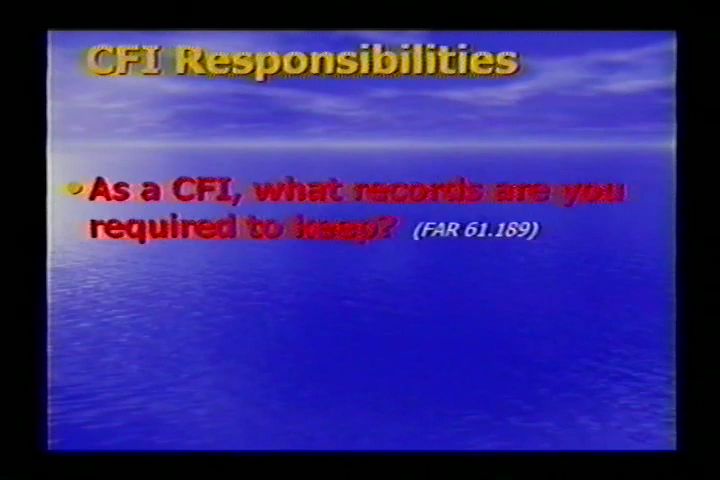 CFI Responsibilities
• As a CFI, what records are you
required to keep? (FAR 61.189)